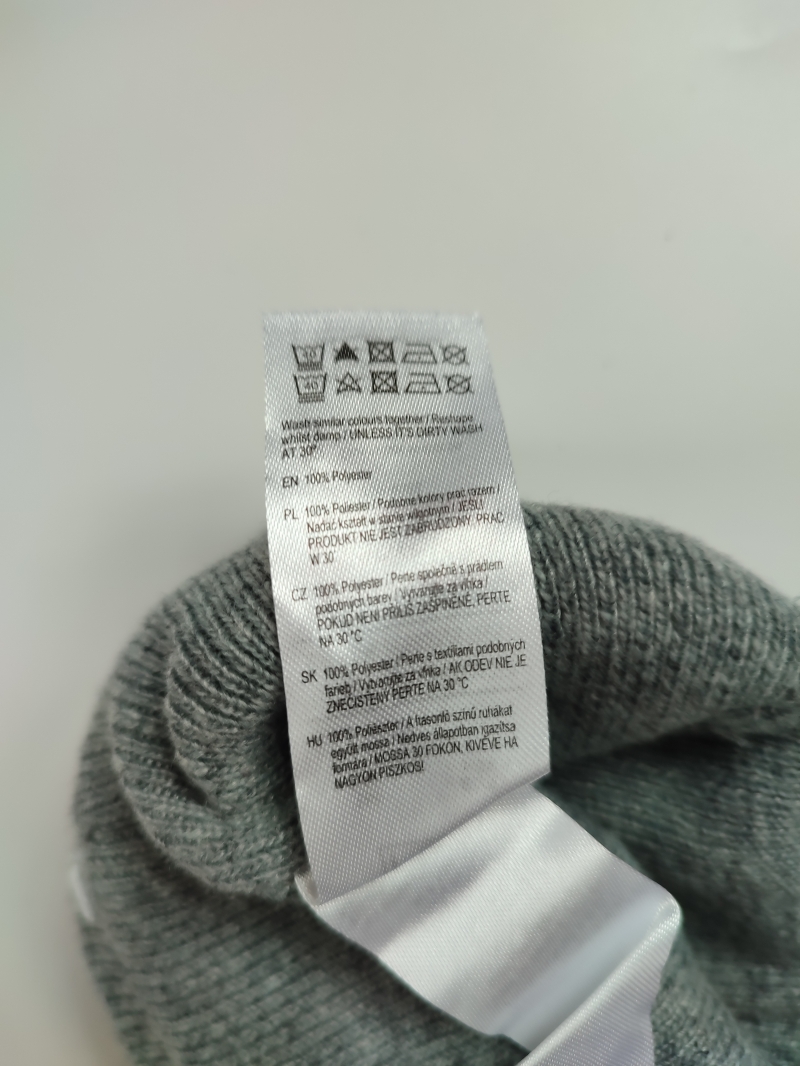 40
Wash similar colours together / Reshape
whilst damp / UNLESS IT'S DIRTY WASH
AT 30°
EN 100% Polyester
PL 100% Poliester / Podobne kolory prać razem /
Nadać kształt w stanie wilgotnym / JEŚLI
PRODUKT NIE JEST ZABRUDZONY, PRAĆ
W 30°
CZ 100% Polyester / Perte společně s prádlem
podobných barev / Vytvarujte za vlhka /
POKUD NENÍ PŘÍLIŠ ZAŠPINĚNÉ, PERTE
NA 30 °C
SK 100% Polyester / Perte s textíliami podobných
farieb / Vytvarujte za vlhka / AK ODEV NIE JE
ZNEČISTENÝ PERTE NA 30 °C
HU 100% Poliészter / A hasonló színű ruhákat
együtt mossa / Nedves állapotban igazítsa
formára / MOSSA 30 FOKON, KIVÉVE HA
NAGYON PISZKOS!